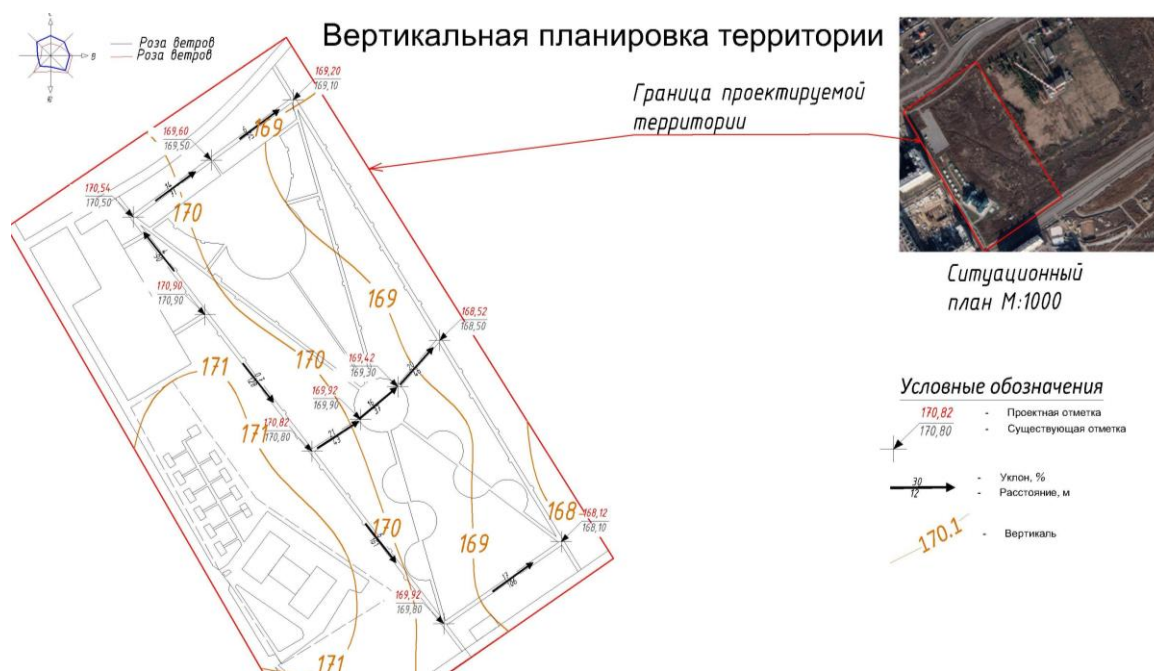 Вертикальная планировка территории
Роза ветров
Роза ветров
В
169,20
169,10
Граница проектируемой
территории
169
169,60
169,50
170,54
170,50
170
170,90
170,90
169
168,52
168,50
Ситуационный
план М:1000
170
169,42
169,30
171
169,92
169,90
170,82
170,80
171
Условные обозначения
170,82
170,80
- Проектная отметка
- Существующая отметка
30
12
- Уклон, %
- Расстояние, м
170.1
- Вертикаль
168
168,12
168,10
170
169
169,92
169,80
171